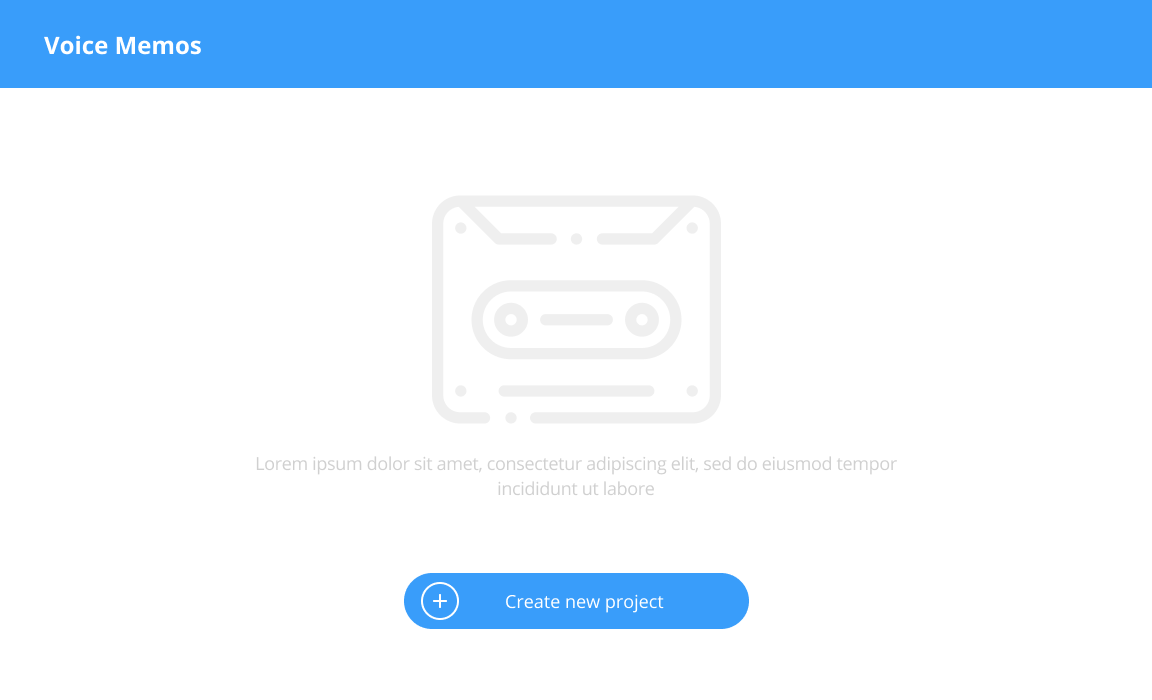 Voice Memos
Lorem ipsum dolor sit amet, consectetur adipiscing elit, sed do eiusmod tempor
incididunt ut labore
Create new project